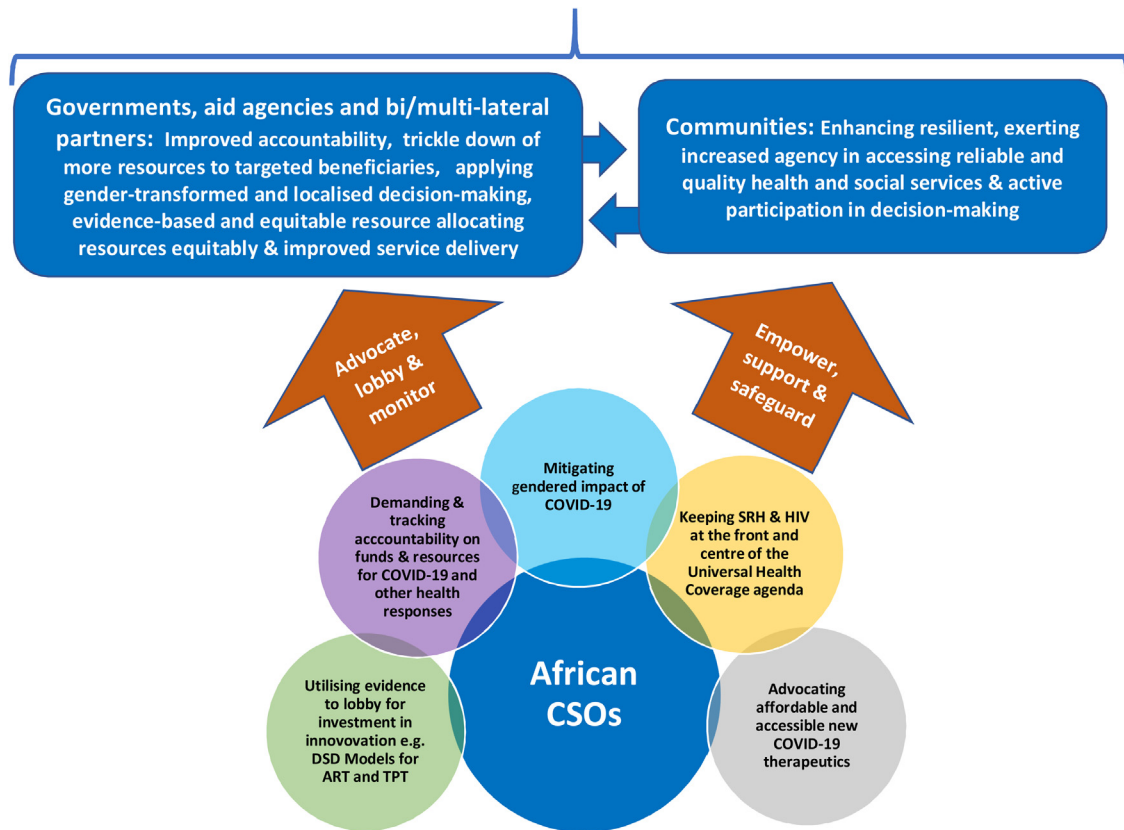 Governments, aid agencies and bi/multi-lateral
partners: Improved accountability, trickle down of
more resources to targeted beneficiaries, applying
gender-transformed and localised decision-making,
evidence-based and equitable resource allocating
resources equitably & improved service delivery
Communities: Enhancing resilient, exerting
increased agency in accessing reliable and
quality health and social services & active
participation in decision-making
Advocate,
lobby &
monitor
Empower,
support &
safeguard
Mitigating
gendered impact of
COVID-19
Demanding &
tracking
acccountability on
funds & resources
for COVID-19 and
other health
responses
Keeping SRH & HIV
at the front and
centre of the
Universal Health
Coverage agenda
Utilising evidence
to lobby for
investment in
innovovation e.g.
DSD Models for
ART and TPT
African
CSOs
Advocating
affordable and
accessible new
COVID-19
therapeutics